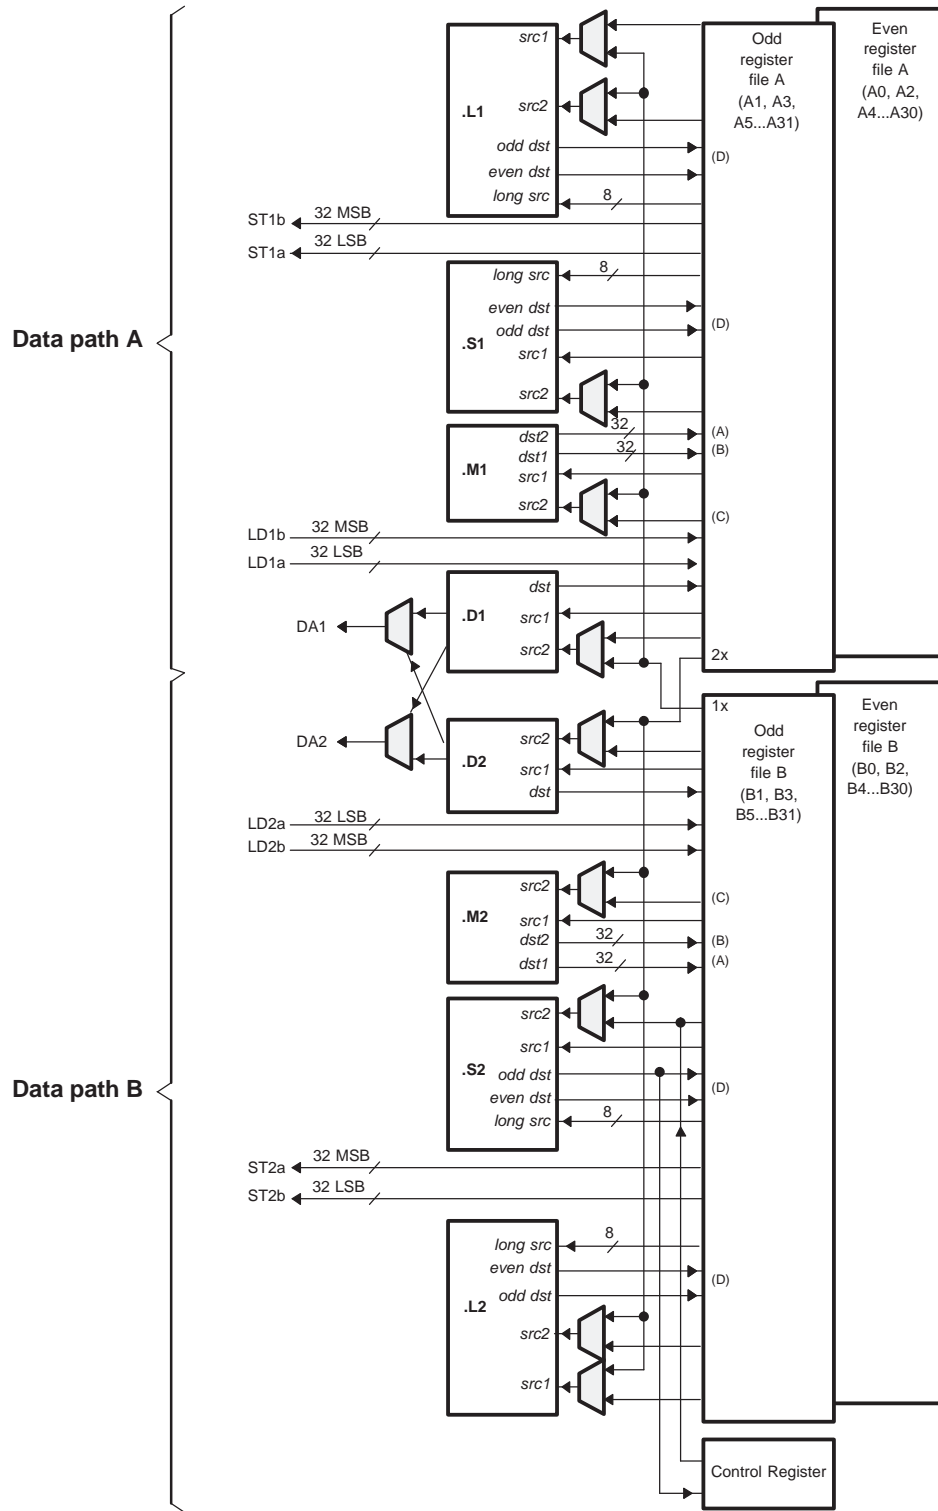 Even
register
file A
(A0, A2,
A4...A30)
Odd
register
file A
(A1, A3,
A5...A31)
src1
.L1
src2
odd dst
(D)
even dst
long src
8
ST1b
32 MSB
ST1a
32 LSB
long src
8
even dst
(D)
odd dst
Data path A
.S1
src1
src2
dst2
32
(A)
dst1
32
(B)
.M1
src1
src2
(C)
LD1b
32 MSB
LD1a
32 LSB
dst
.D1
src1
DA1
src2
2x
1x
Even
register
file B
(B0, B2,
B4...B30)
Odd
register
file B
(B1, B3,
B5...B31)
DA2
src2
.D2
src1
dst
LD2a
32 LSB
LD2b
32 MSB
src2
(C)
.M2
src1
dst2
32
(B)
dst1
32
(A)
src2
src1
.S2
odd dst
(D)
Data path B
even dst
long src
8
ST2a
32 MSB
ST2b
32 LSB
long src
8
even dst
(D)
.L2
odd dst
src2
src1
Control Register